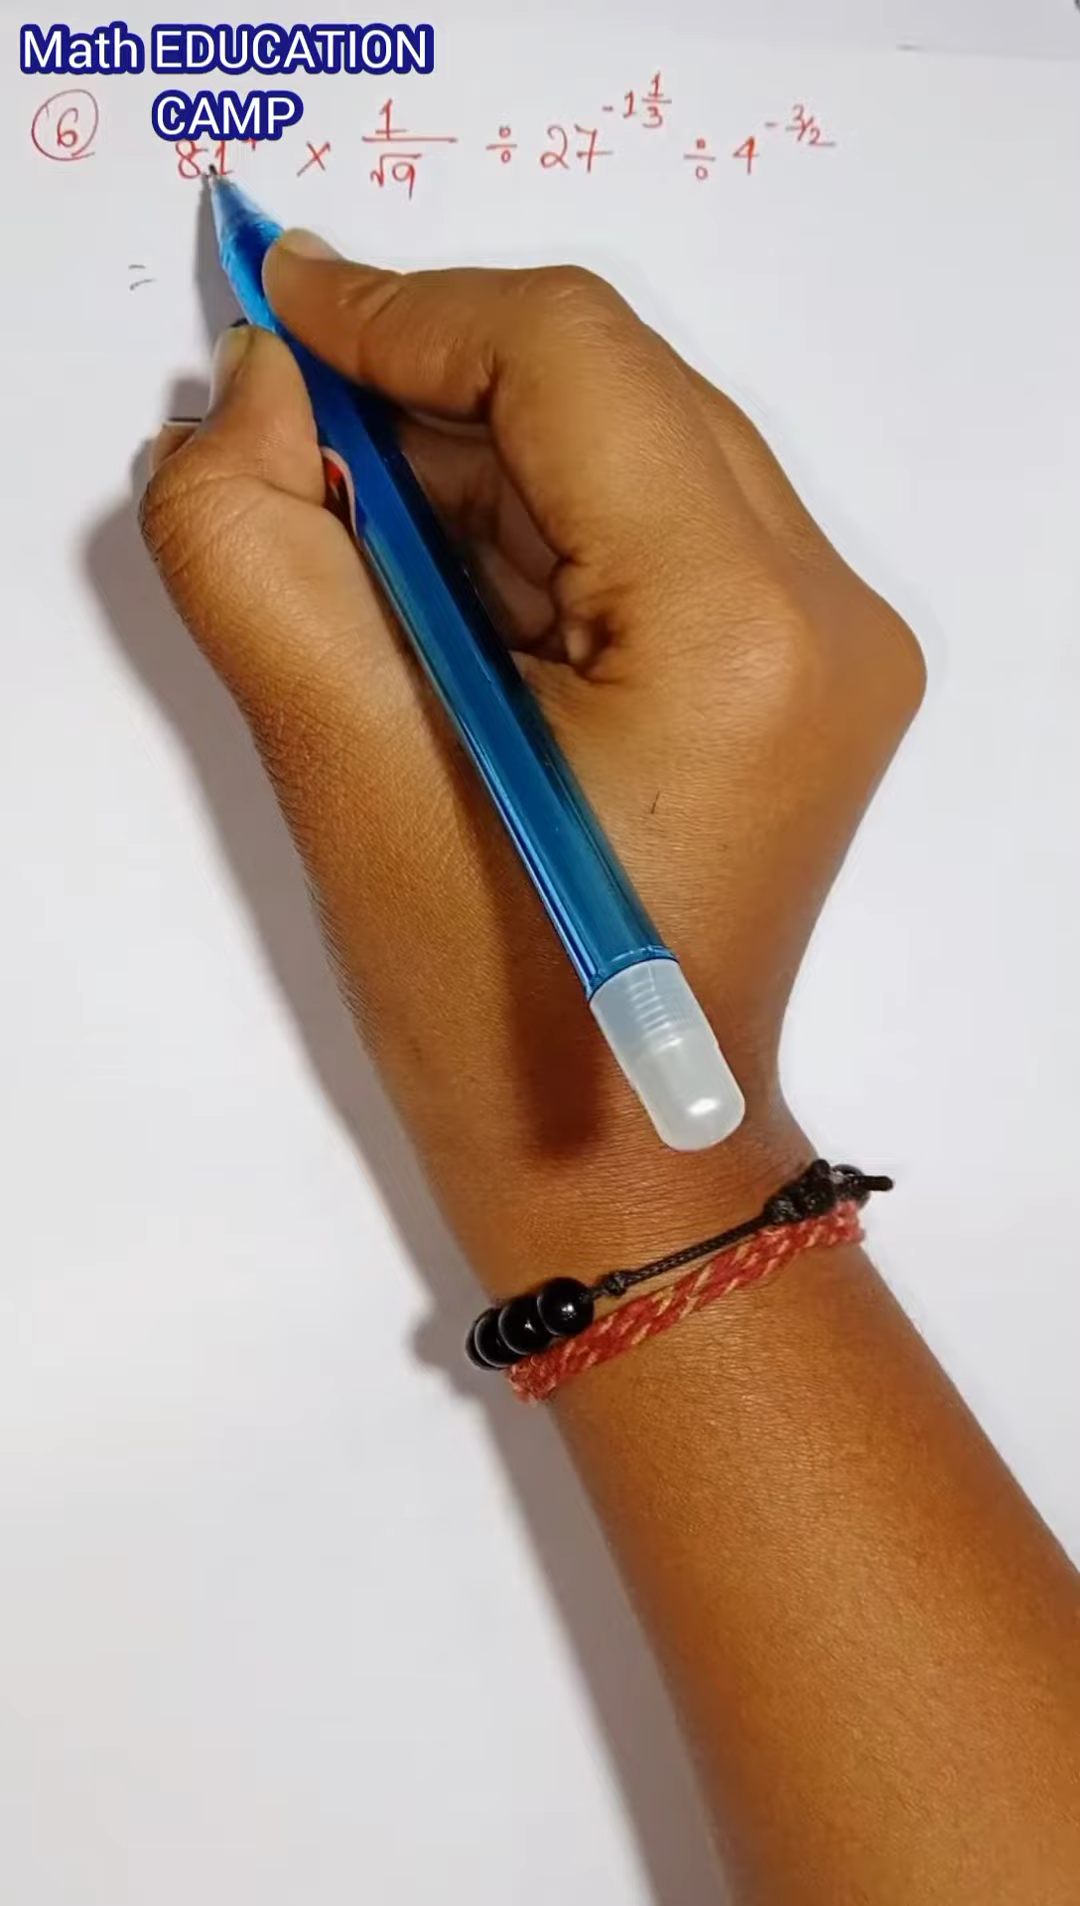 Math EDUCATION
CAMP
6 81 × 1/√9 ÷ 27^{-1 1/3} ÷ 4^{-3/2}
=